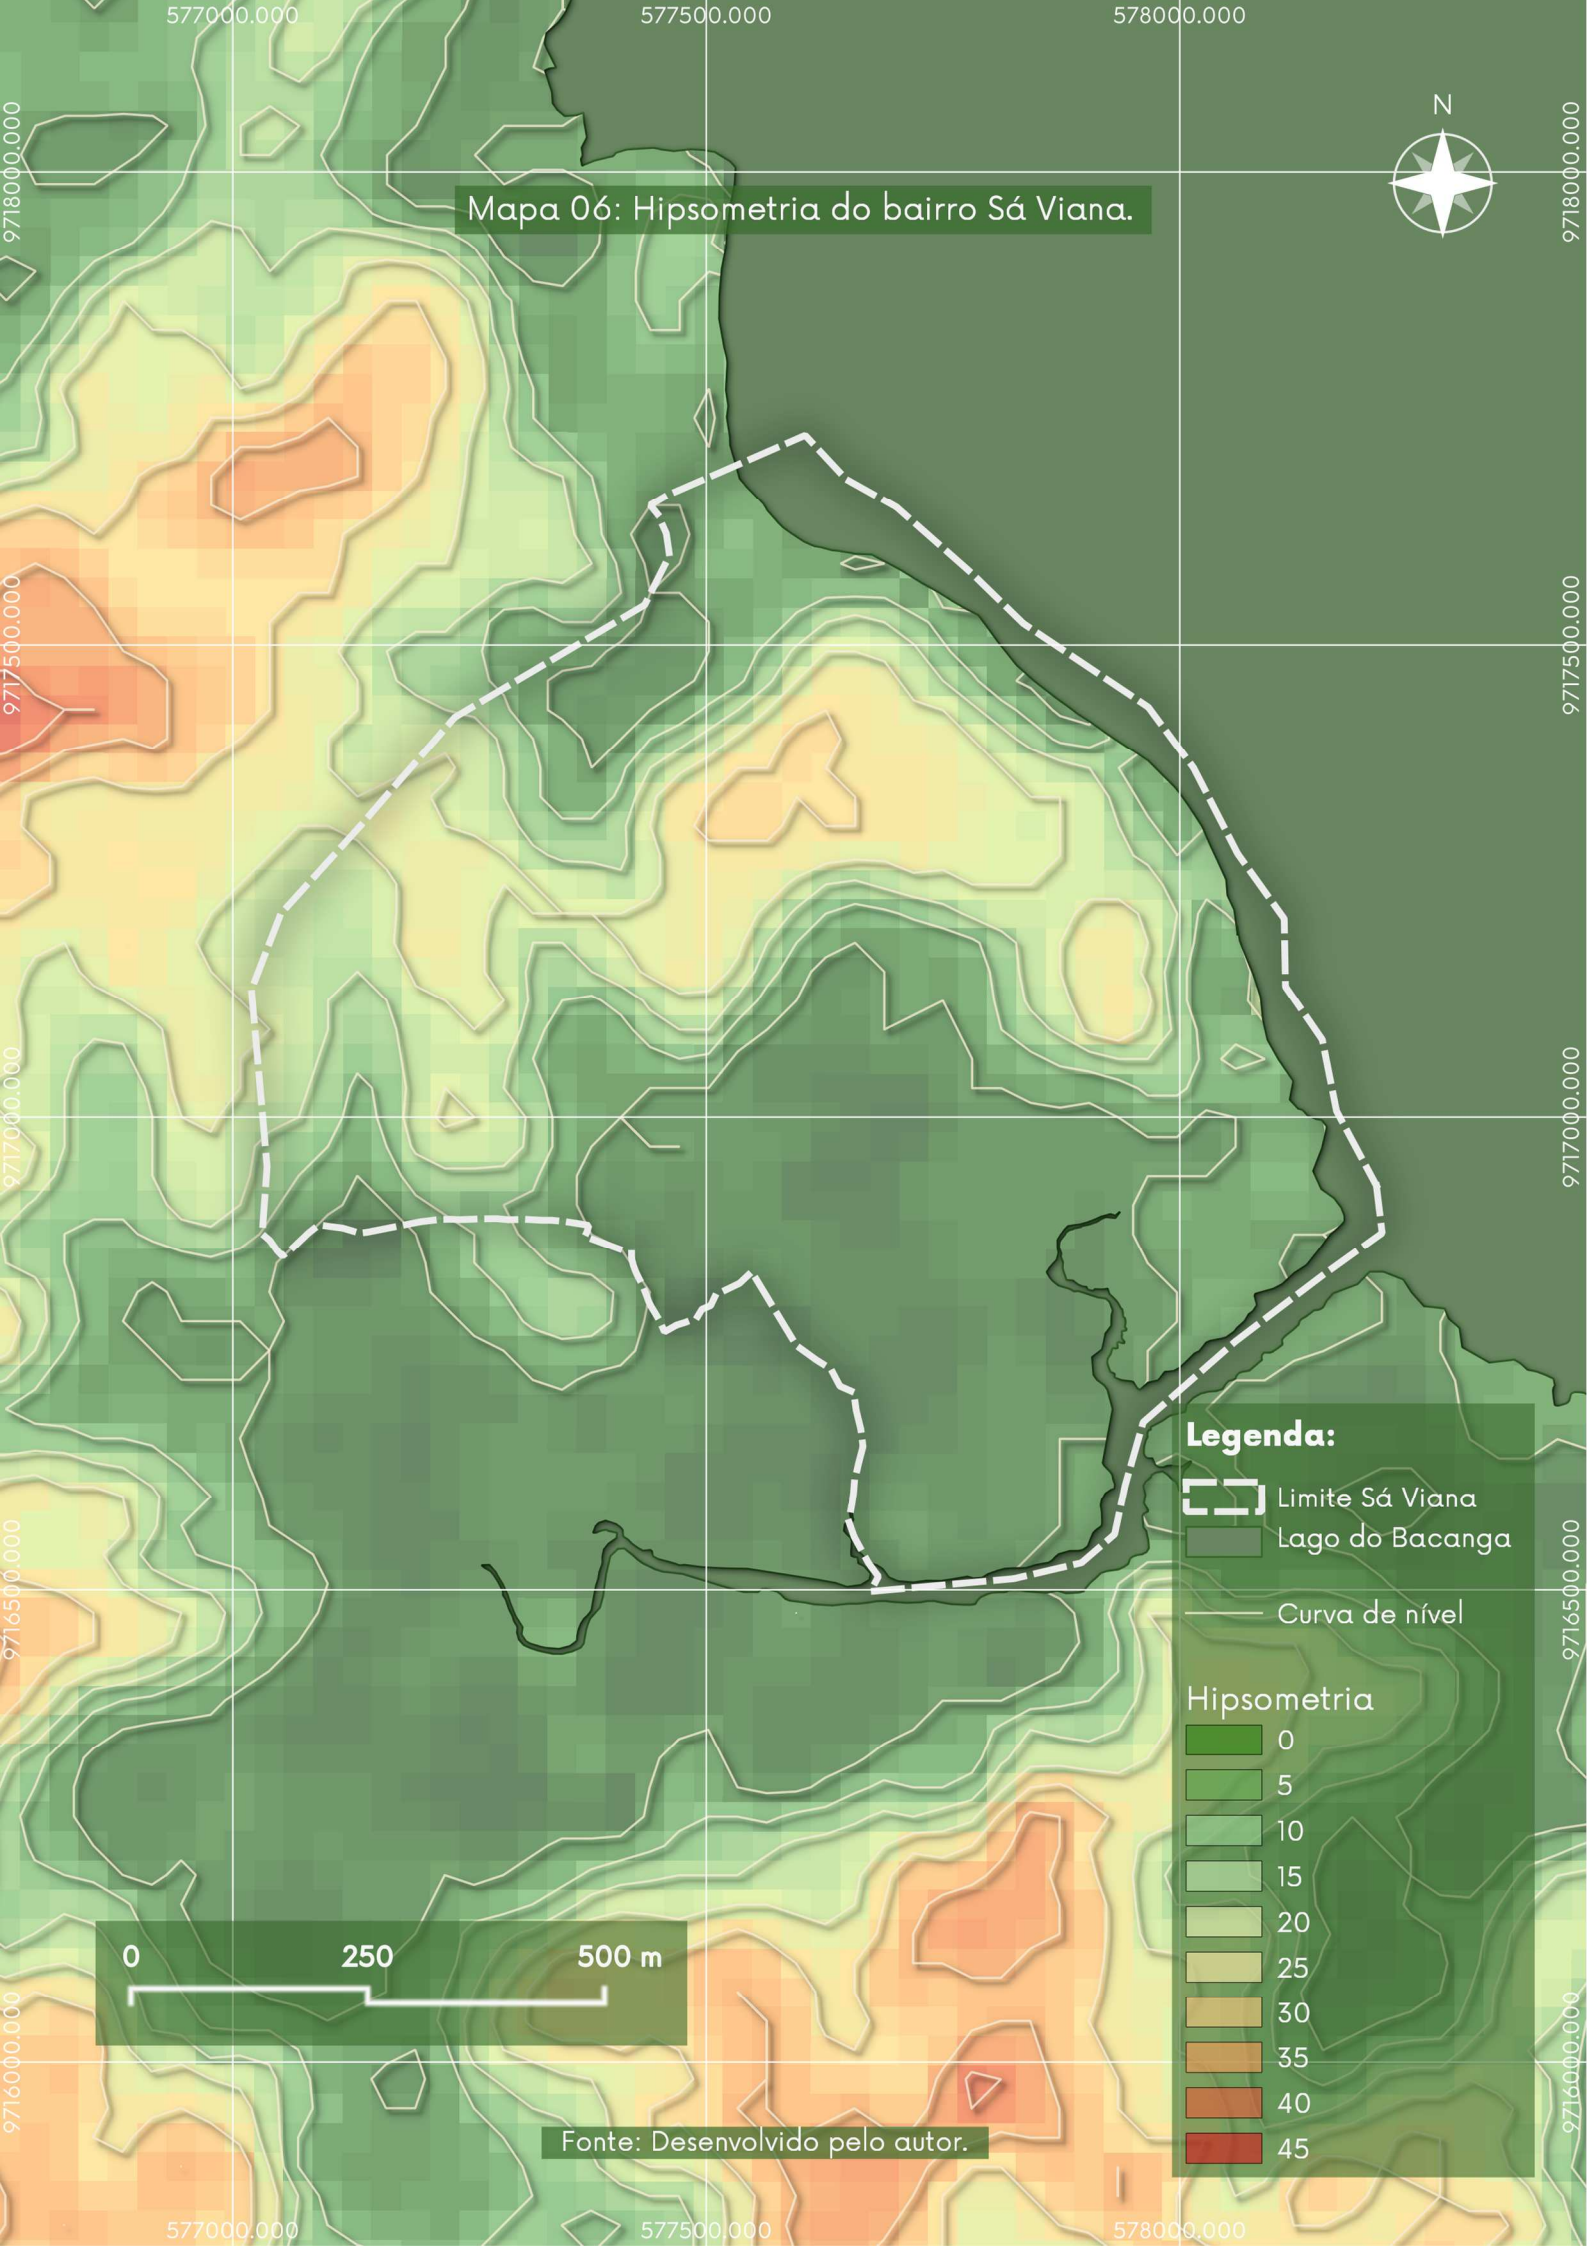 577000.000 577500.000 578000.000
N
9718000.000 9718000.000
Mapa 06: Hipsometria do bairro Sá Viana.
9717500.000 9717500.000
9717000.000 9717000.000
Legenda:
Limite Sá Viana
Lago do Bacanga
Curva de nível
9716500.000 9716500.000
Hipsometria
0
5
10
15
20
25
30
35
40
45
0 250 500 m
9716000.000 9716000.000
Fonte: Desenvolvido pelo autor.
577000.000 577500.000 578000.000